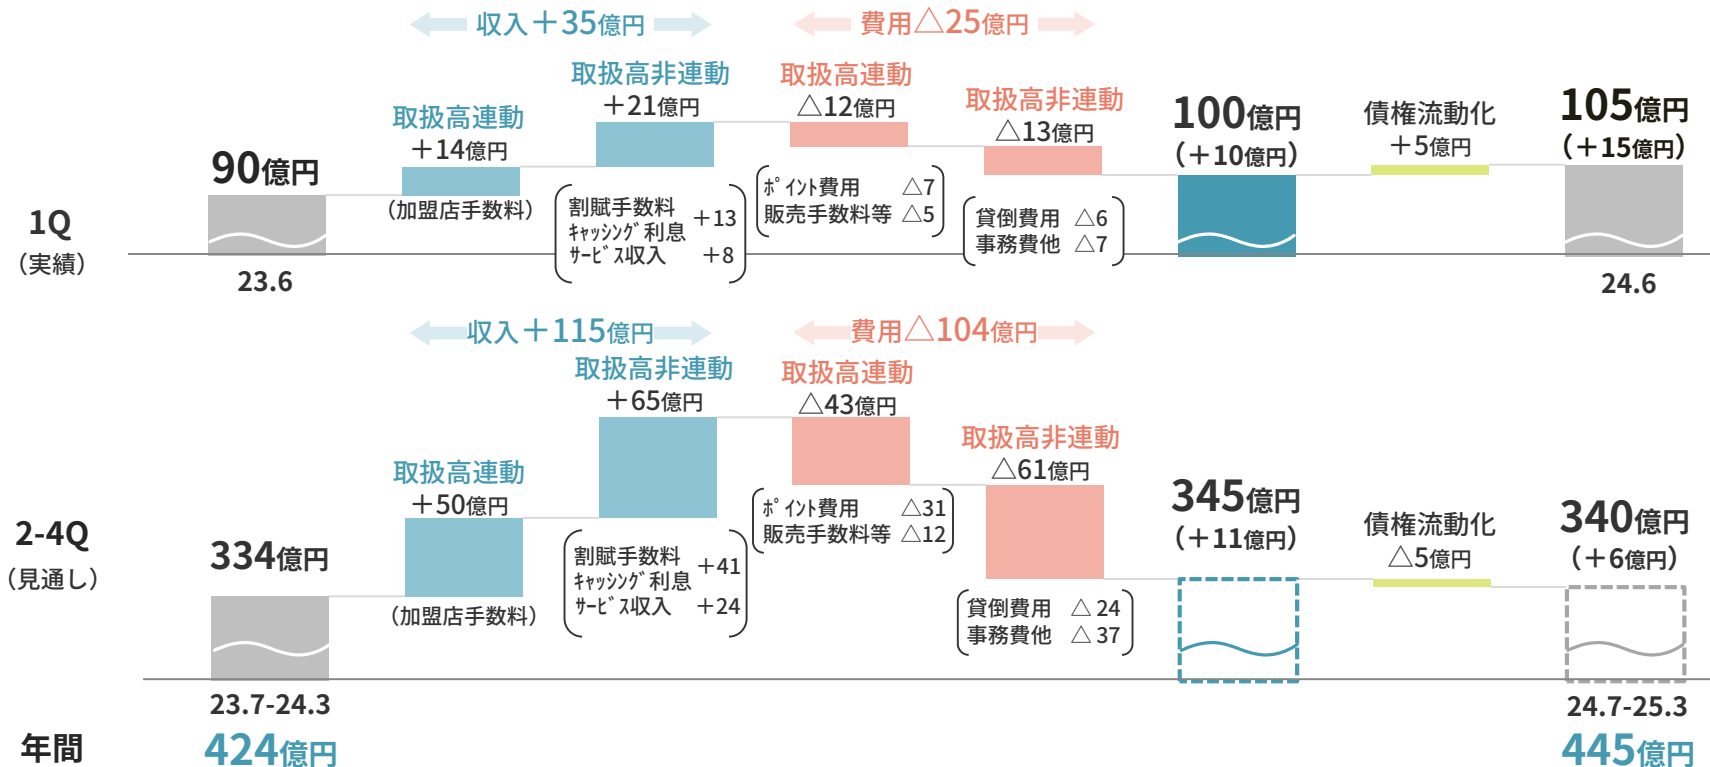 収入＋35億円
費用△25億円
取扱高連動
＋14億円
取扱高非連動
＋21億円
取扱高連動
△12億円
取扱高非連動
△13億円
90億円
100億円
（＋10億円）
債権流動化
＋5億円
105億円
（＋15億円）
1Q
（実績）
（加盟店手数料）
割賦手数料
ｷｬｯｼﾝｸﾞ利息 ＋13
ｻｰﾋﾞｽ収入 ＋8
ﾎﾟｲﾝﾄ費用 △7
販売手数料等 △5
貸倒費用 △6
事務費他 △7
23.6
24.6
収入＋115億円
費用△104億円
取扱高連動
＋50億円
取扱高非連動
＋65億円
取扱高連動
△43億円
取扱高非連動
△61億円
334億円
345億円
（＋11億円）
債権流動化
△5億円
340億円
（＋6億円）
2-4Q
（見通し）
（加盟店手数料）
割賦手数料
ｷｬｯｼﾝｸﾞ利息 ＋41
ｻｰﾋﾞｽ収入 ＋24
ﾎﾟｲﾝﾄ費用 △31
販売手数料等 △12
貸倒費用 △ 24
事務費他 △ 37
23.7-24.3
24.7-25.3
年間
424億円
445億円